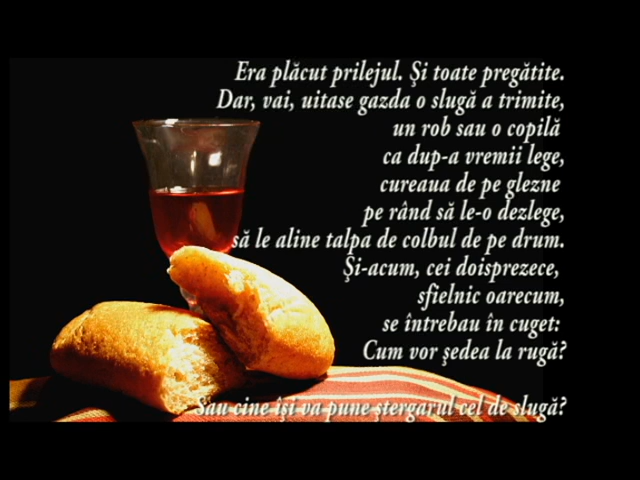 Era plăcut prilejul. Şi toate pregătite.
Dar, vai, uitase gazda o slugă a trimite,
un rob sau o copilă
ca dup-a vremii lege,
cureaua de pe glezne
pe rând să le-o dezlege,
să le aline talpa de colbul de pe drum.
Şi-acum, cei doisprezece,
sfielnic oarecum,
se întrebau în cuget:
Cum vor şedea la rugă?
Sau cine îşi va pune ştergarul cel de slugă?